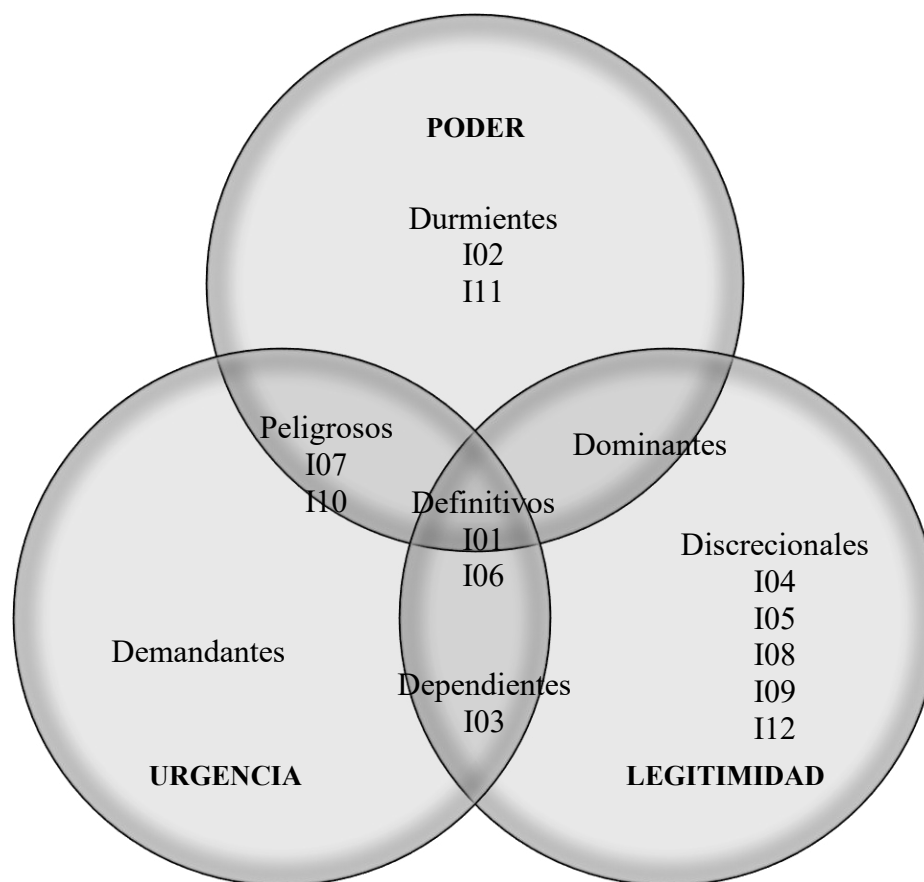 PODER
Durmientes
I02
I11
Peligrosos
I07
I10
Dominantes
Definitivos
I01
I06
Discrecionales
I04
I05
I08
I09
I12
Demandantes
Dependientes
I03
URGENCIA
LEGITIMIDAD